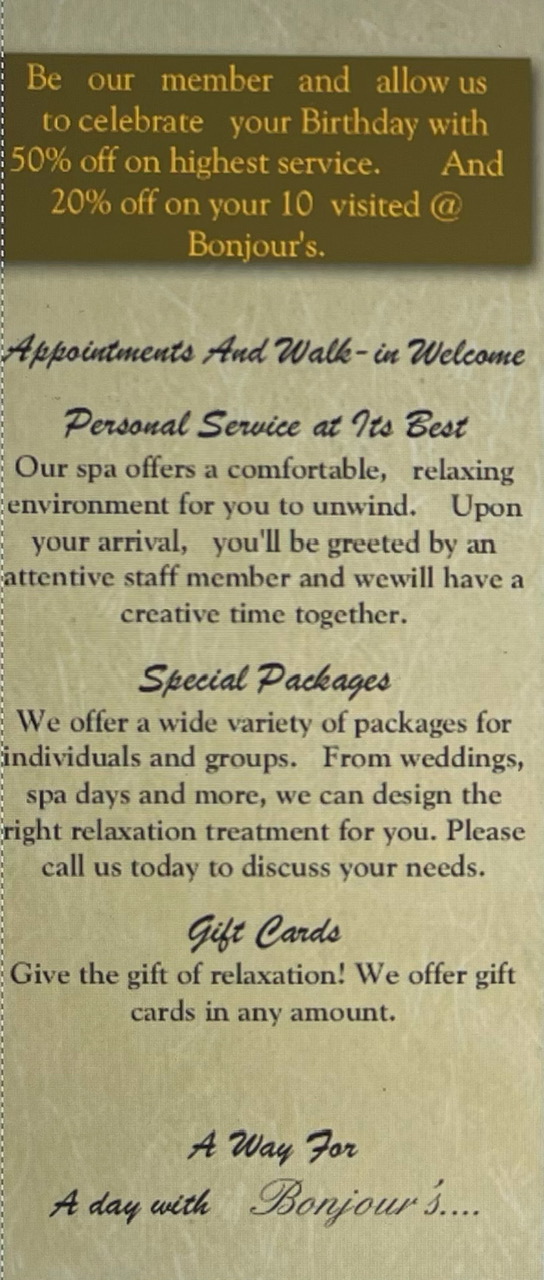 Be our member and allow us
to celebrate your Birthday with
50% off on highest service. And
20% off on your 10 visited @
Bonjour's.
Appointments And Walk-in Welcome
Personal Service at Its Best
Our spa offers a comfortable, relaxing
environment for you to unwind. Upon
your arrival, you'll be greeted by an
attentive staff member and wewill have a
creative time together.
Special Packages
We offer a wide variety of packages for
individuals and groups. From weddings,
spa days and more, we can design the
right relaxation treatment for you. Please
call us today to discuss your needs.
Gift Cards
Give the gift of relaxation! We offer gift
cards in any amount.
A Way For
A day with Bonjour's....